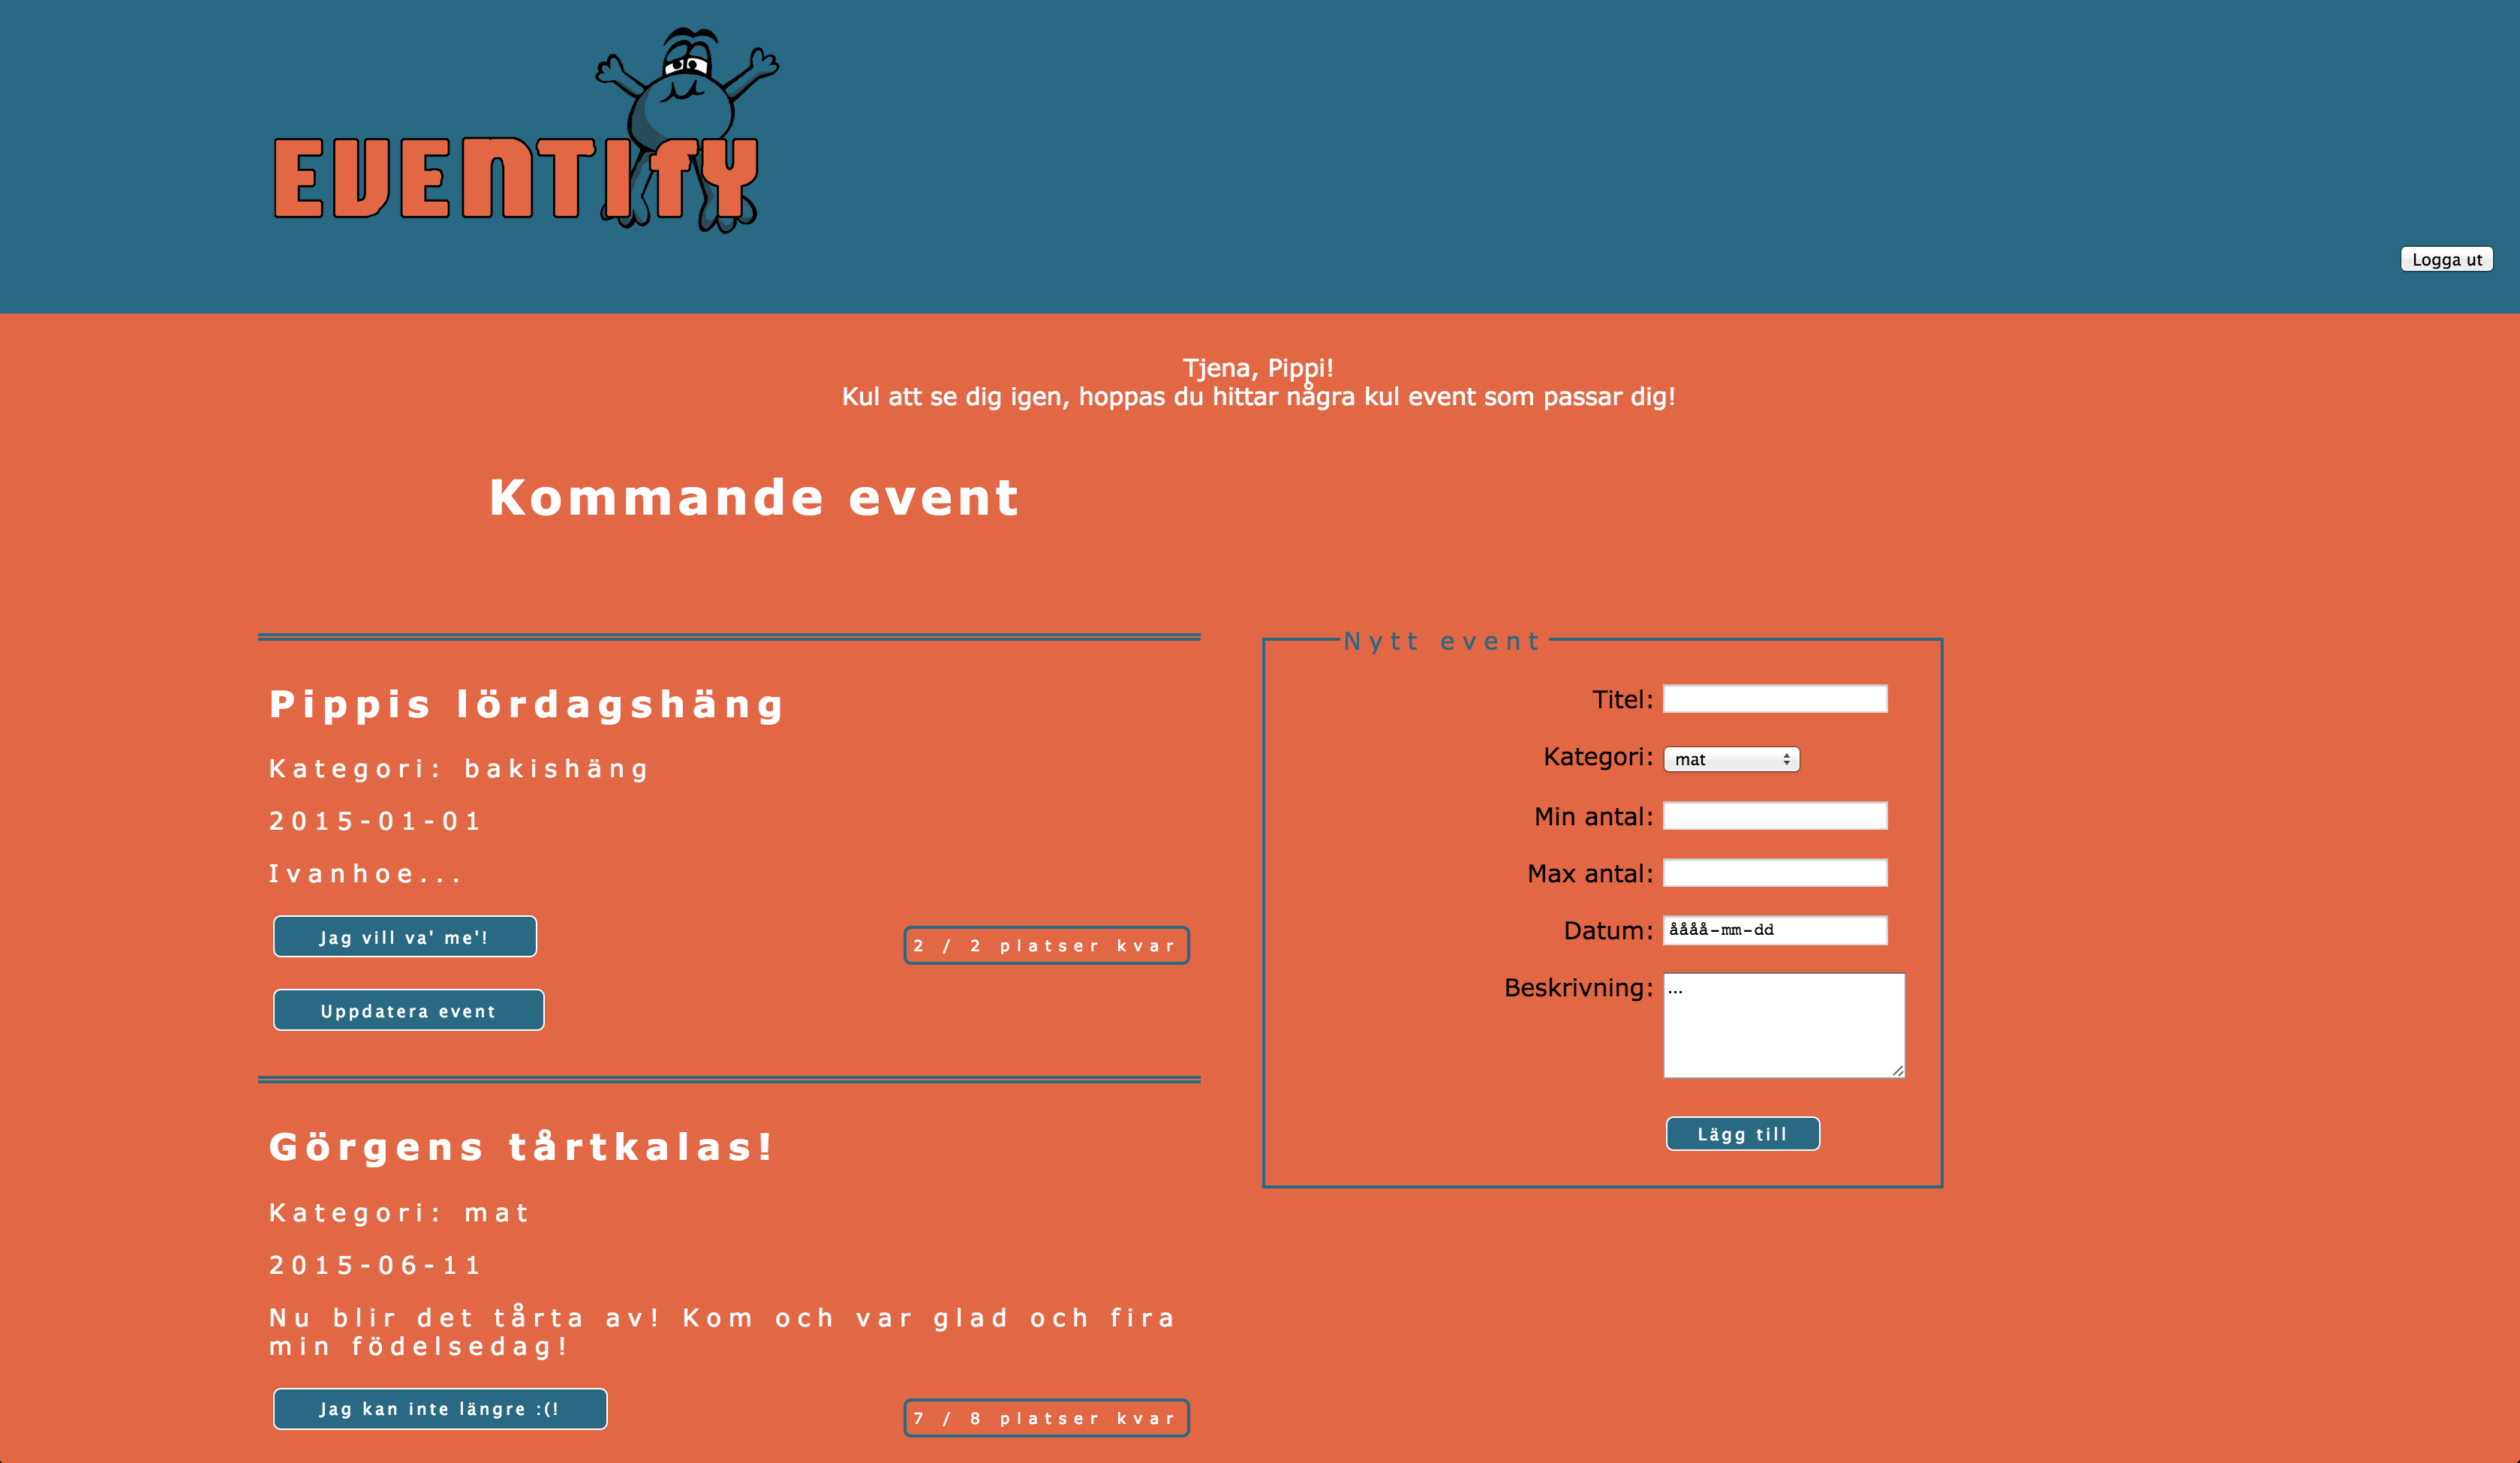 EVENTIFY
Logga ut
Tjena, Pippi!
Kul att se dig igen, hoppas du hittar några kul event som passar dig!
Kommande event
Pippis lördagshäng
Kategori: bakishäng
2015-01-01
Ivanhoe...
Jag vill va' me'!
2 / 2 platser kvar
Uppdatera event
Görgens tårtkalas!
Kategori: mat
2015-06-11
Nu blir det tårta av! Kom och var glad och fira
min födelsedag!
Jag kan inte längre :(!
7 / 8 platser kvar
Nytt event
Titel:
Kategori: mat
Min antal:
Max antal:
Datum: åååå-mm-dd
Beskrivning: ...
Lägg till